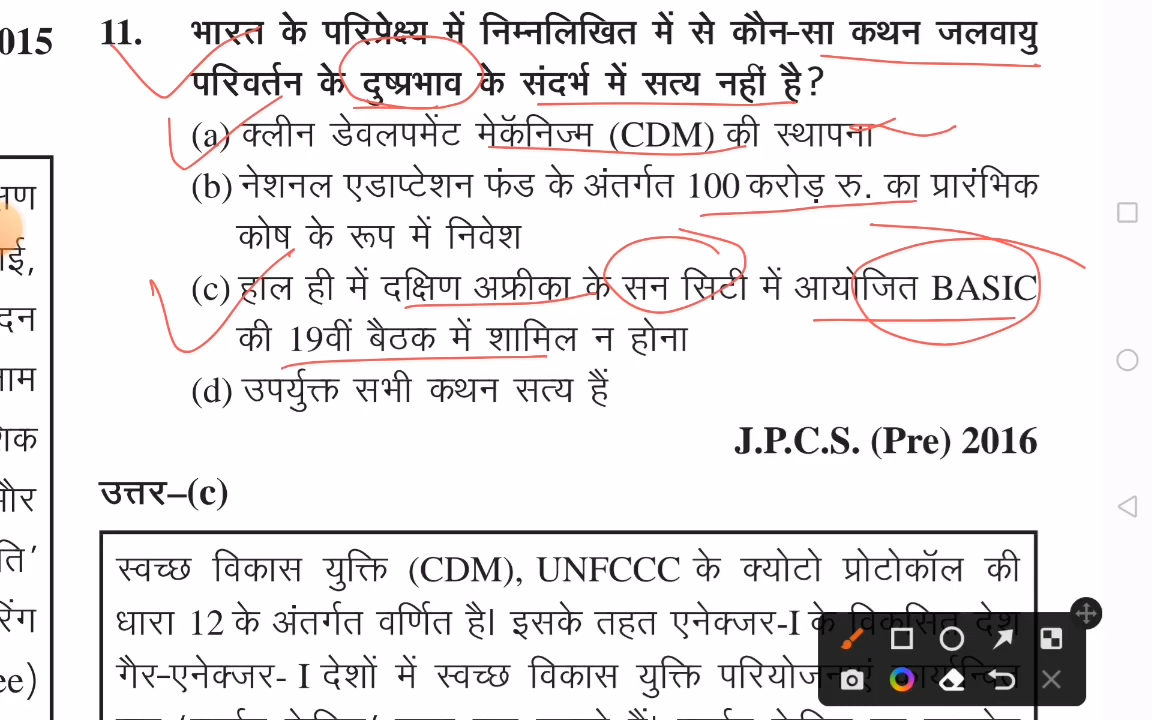 015
11. भारत के परिप्रेक्ष्य में निम्नलिखित में से कौन-सा कथन जलवायु
परिवर्तन के दुष्प्रभाव के संदर्भ में सत्य नहीं है?
(a) क्लीन डेवलपमेंट मेकॅनिज्म (CDM) की स्थापना
(b) नेशनल एडाप्टेशन फंड के अंतर्गत 100 करोड़ रु. का प्रारंभिक
कोष के रूप में निवेश
(c) हाल ही में दक्षिण अफ्रीका के सन सिटी में आयोजित BASIC
की 19वीं बैठक में शामिल न होना
(d) उपर्युक्त सभी कथन सत्य हैं
J.P.C.S. (Pre) 2016
उत्तर–(c)
स्वच्छ विकास युक्ति (CDM), UNFCCC के क्योटो प्रोटोकॉल की
धारा 12 के अंतर्गत वर्णित है। इसके तहत एनेक्जर-I के विकसित देश
गैर-एनेक्जर- I देशों में स्वच्छ विकास युक्ति
ee)